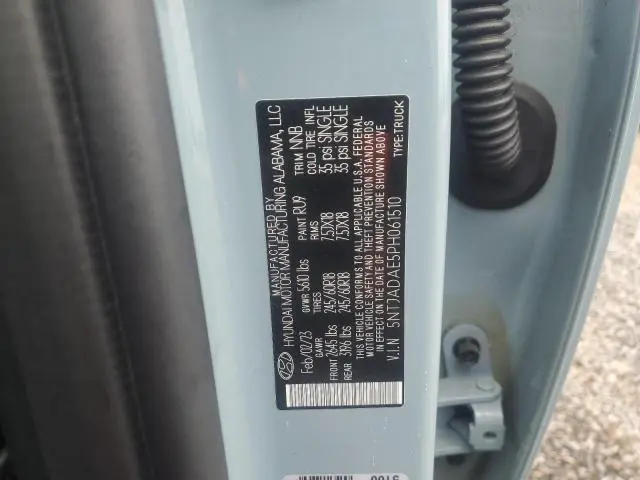 MANUFACTURED BY
HYUNDAI MOTOR MANUFACTURING ALABAMA, LLC
Feb/02/23 GVWR 5610 lbs PAINT RU9 TRIM NNB
GAWR TIRES RIMS COLD TIRE INFL
FRONT 2645 lbs 245/60R18 7.5JX18 35 psi SINGLE
REAR 3196 lbs 245/60R18 7.5JX18 35 psi SINGLE
THIS VEHICLE CONFORMS TO ALL APPLICABLE U.S.A. FEDERAL
MOTOR VEHICLE SAFETY AND THEFT PREVENTION STANDARDS
IN EFFECT ON THE DATE OF MANUFACTURE SHOWN ABOVE
V.I.N 5NTJADAE5PH061510 TYPE:TRUCK